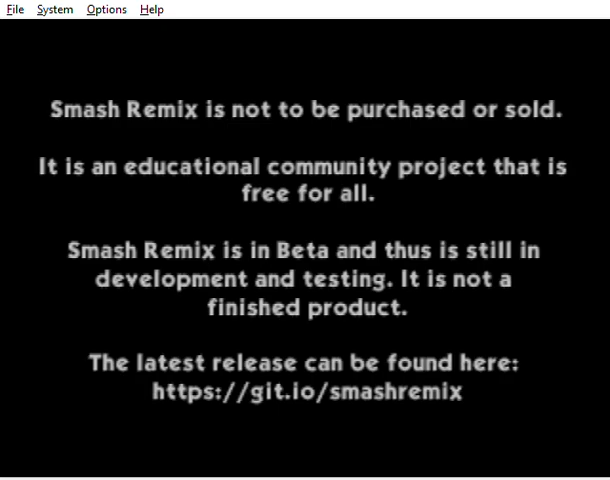 File System Options Help
Smash Remix is not to be purchased or sold.
It is an educational community project that is
free for all.
Smash Remix is in Beta and thus is still in
development and testing. It is not a
finished product.
The latest release can be found here:
https://git.io/smashremix